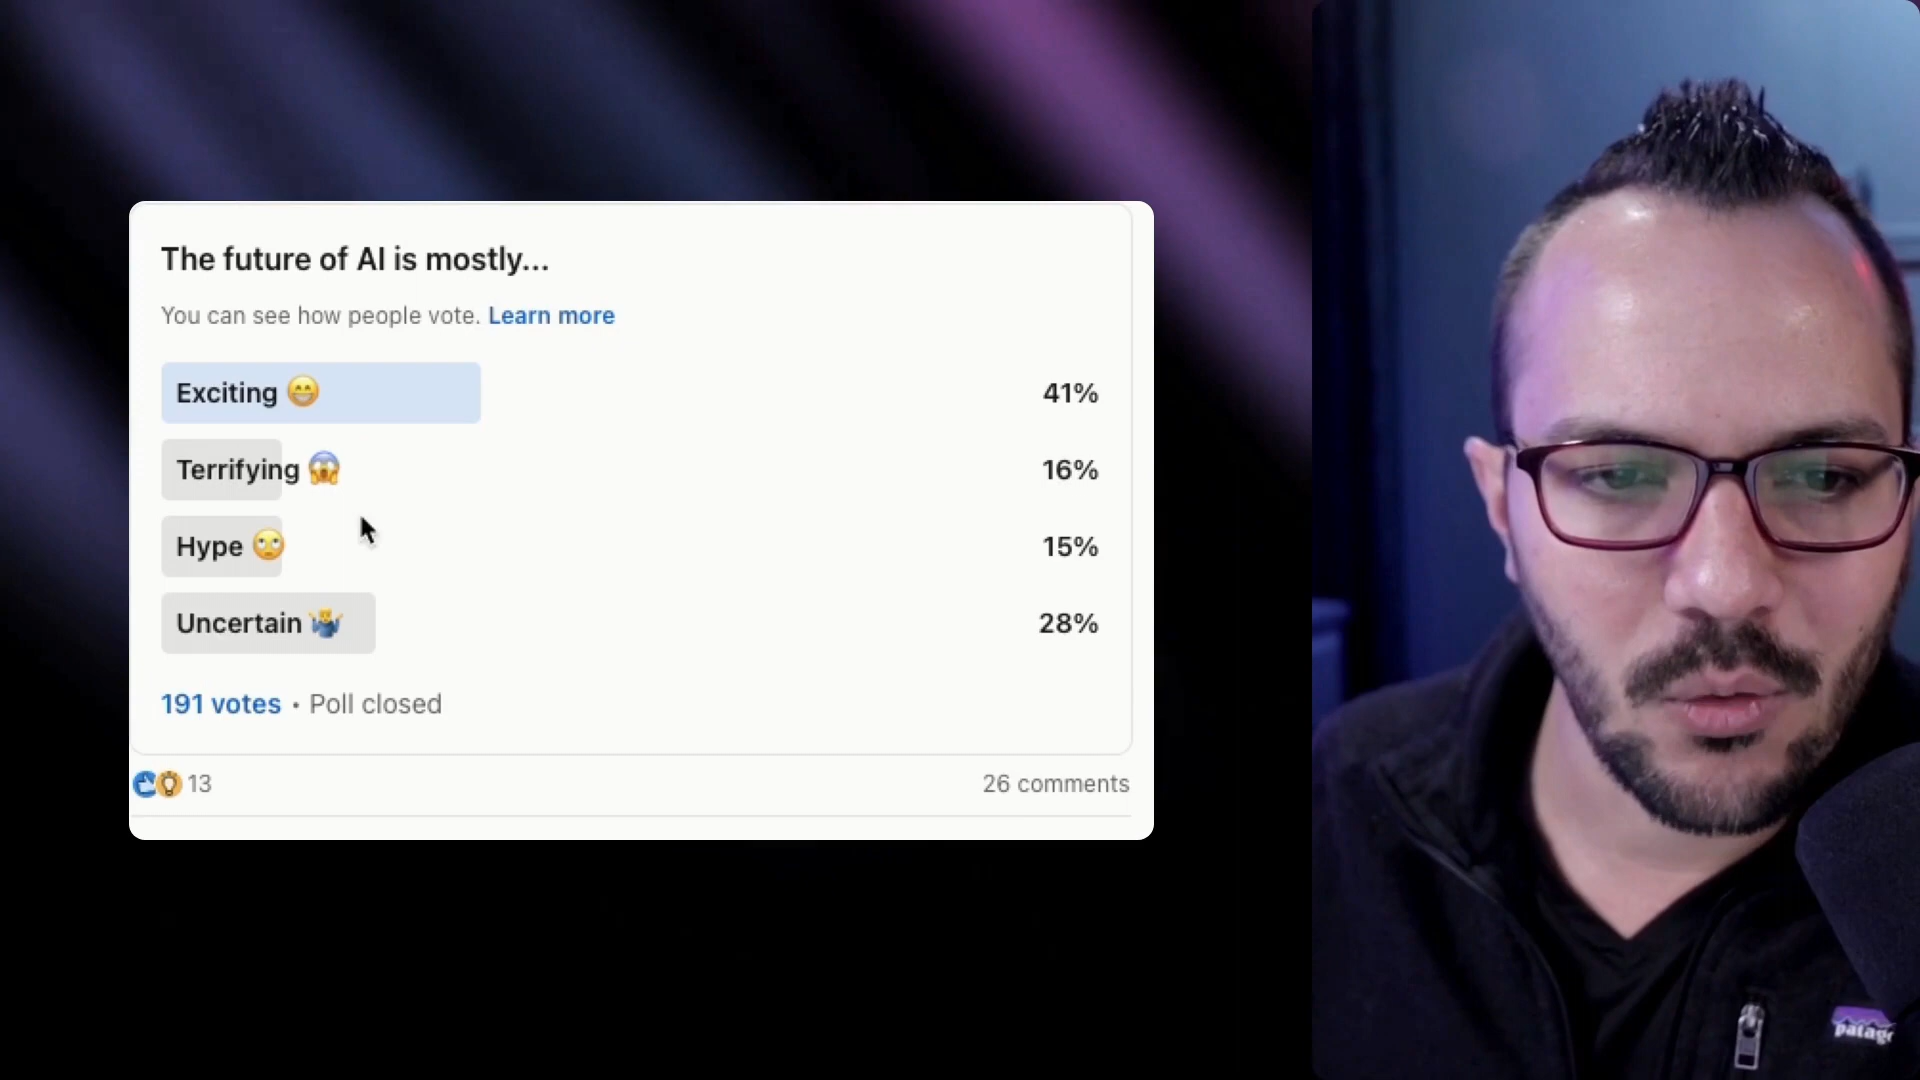 The future of AI is mostly...
You can see how people vote. Learn more
Exciting 😁 41%
Terrifying 😱 16%
Hype 🙄 15%
Uncertain 🤷‍♂️ 28%
191 votes • Poll closed
13 26 comments